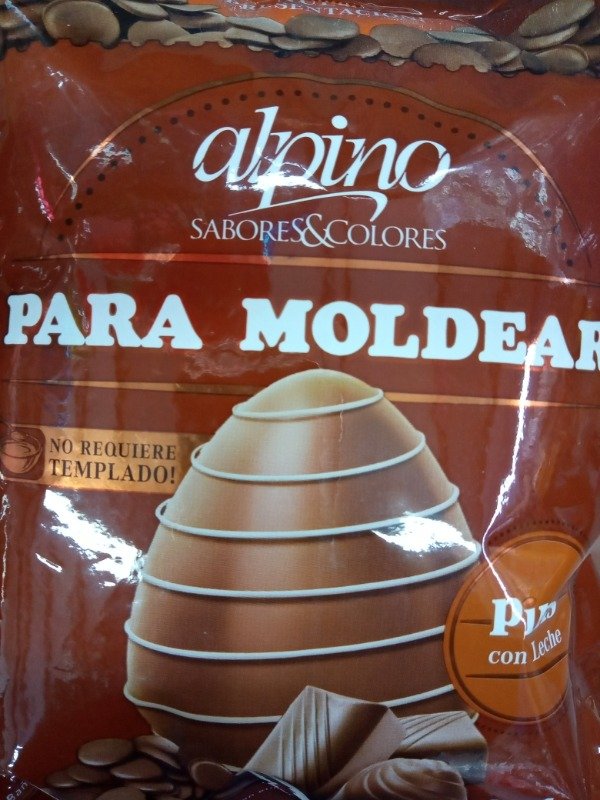 alpino
SABORES&COLORES
PARA MOLDEAR
NO REQUIERE
TEMPLADO!
con Leche